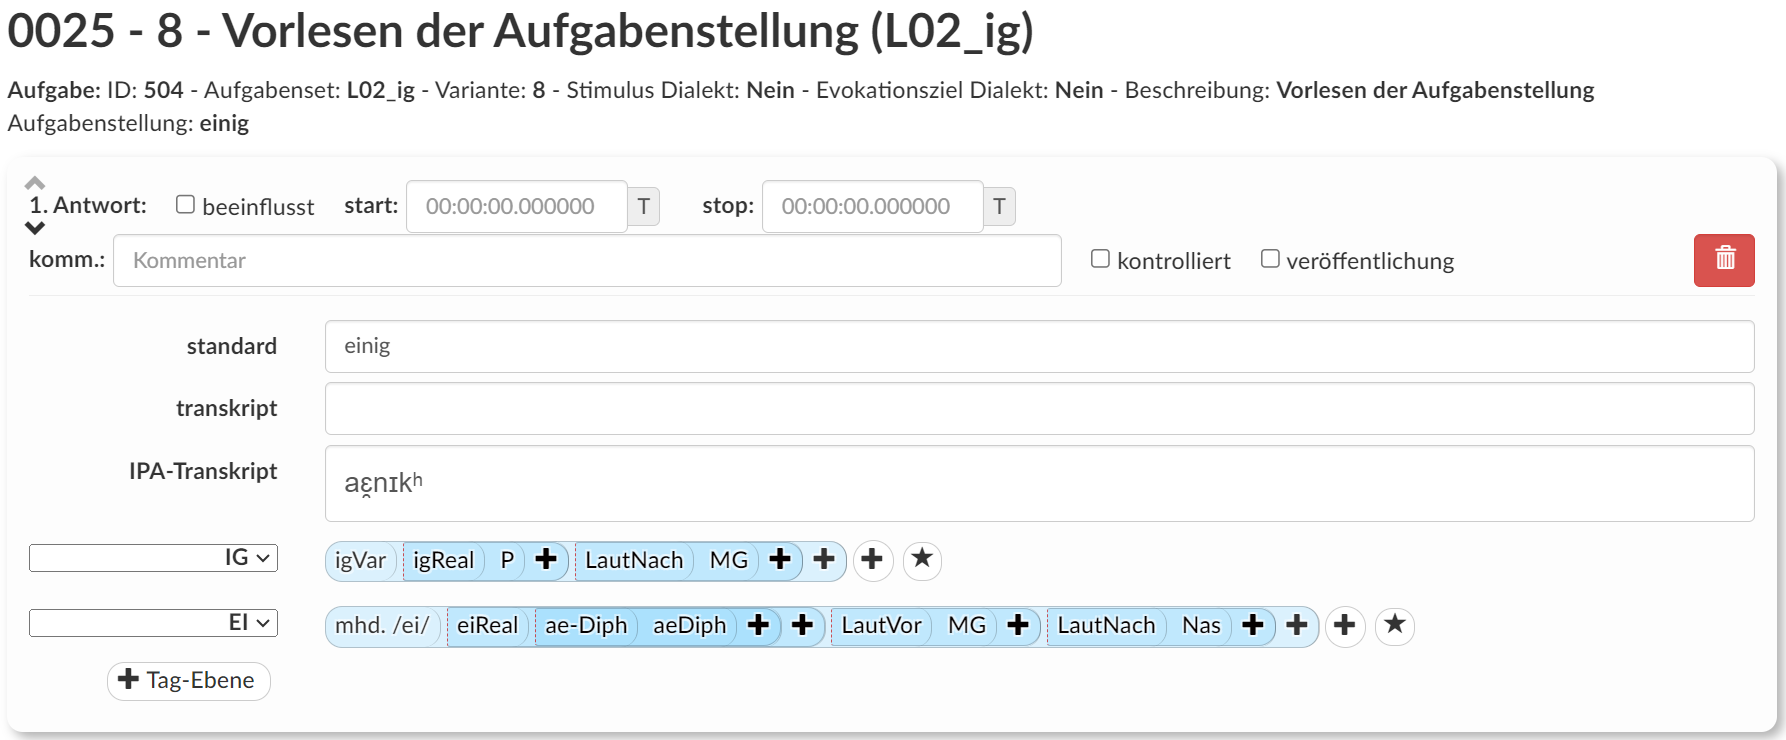 0025 - 8 - Vorlesen der Aufgabenstellung (L02_ig)
Aufgabe: ID: 504 - Aufgabenset: L02_ig - Variante: 8 - Stimulus Dialekt: Nein - Evokationsziel Dialekt: Nein - Beschreibung: Vorlesen der Aufgabenstellung
Aufgabenstellung: einig
1. Antwort: beeinflusst start: 00:00:00.000000 T stop: 00:00:00.000000 T
komm.: Kommentar kontrolliert veröffentlichung
standard einig
transkript
IPA-Transkript aɛ̯nɪkʰ
IG igVar igReal P LautNach MG
EI mhd. /ei/ eiReal ae-Diph aeDiph LautVor MG LautNach Nas
Tag-Ebene